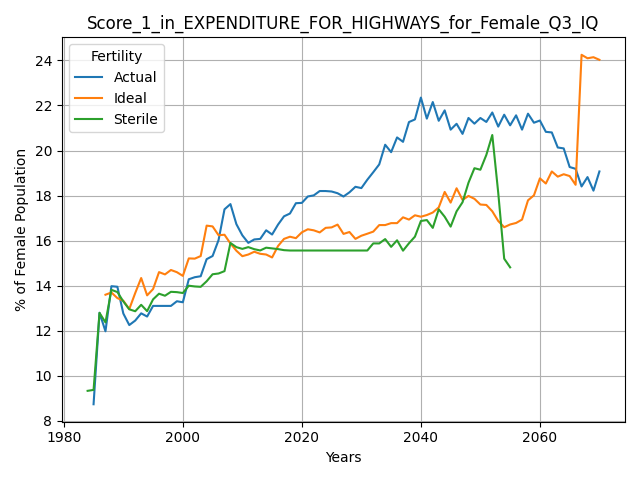 Score_1_in_EXPENDITURE_FOR_HIGHWAYS_for_Female_Q3_IQ
Fertility
Actual
Ideal
Sterile
% of Female Population
24
22
20
18
16
14
12
10
8
1980
2000
2020
2040
2060
Years